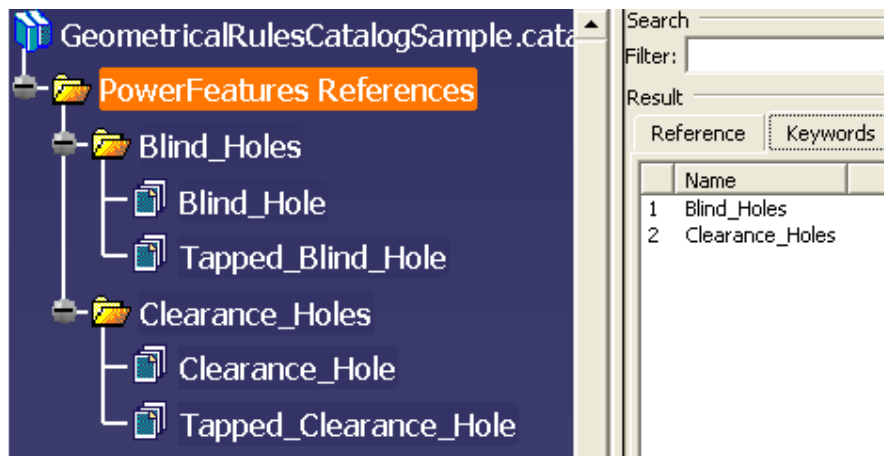 GeometricalRulesCatalogSample.cata
PowerFeatures References
Blind_Holes
Blind_Hole
Tapped_Blind_Hole
Clearance_Holes
Clearance_Hole
Tapped_Clearance_Hole
Search
Filter:
Result
Reference Keywords
Name
1 Blind_Holes
2 Clearance_Holes